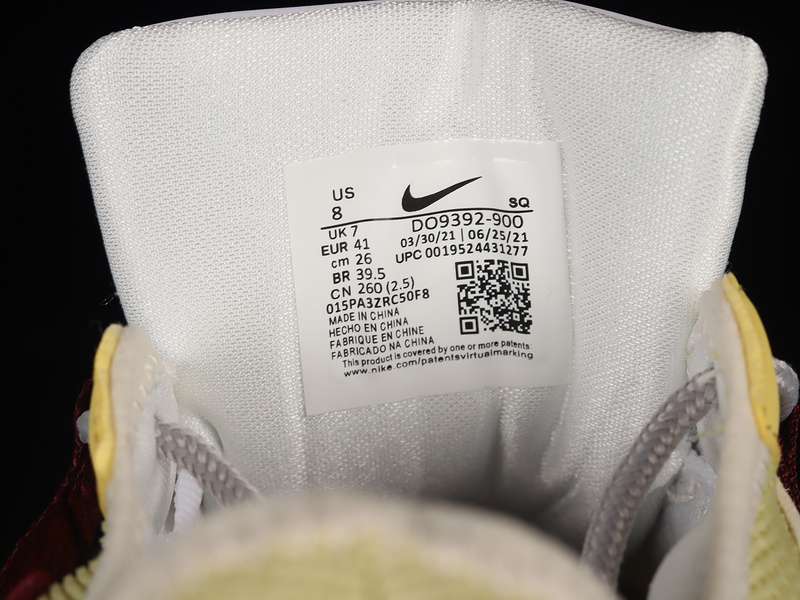 US
8
SQ
UK 7
DO9392-900
EUR 41
03/30/21 | 06/25/21
cm 26
UPC 0019524431277
BR 39.5
CN 260 (2.5)
015PA3ZRC50F8
MADE IN CHINA
HECHO EN CHINA
FABRIQUE EN CHINE
FABRICADO NA CHINA
This product is covered by one or more patents
www.nike.com/patentsvirtualmarking